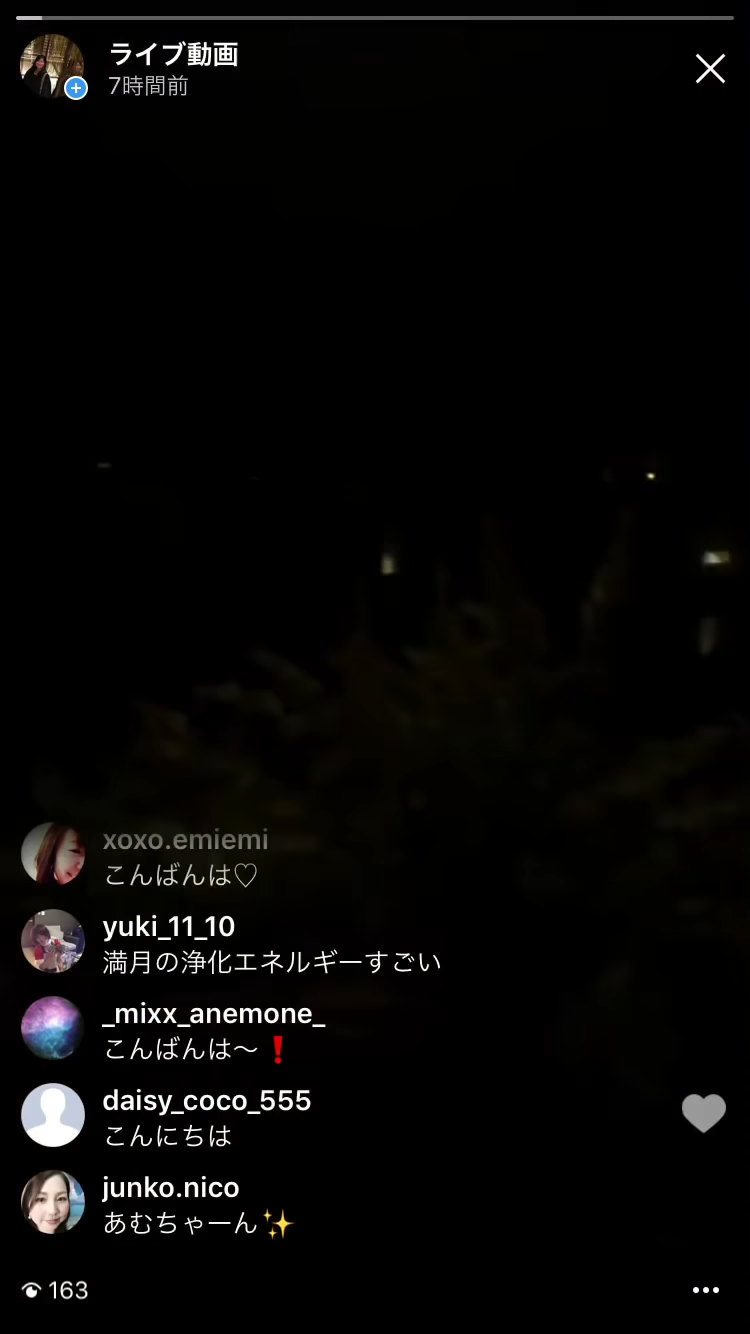 ライブ動画
7時間前
xoxo.emiemi
こんばんは♡
yuki_11_10
満月の浄化エネルギーすごい
_mixx_anemone_
こんばんは〜❗
daisy_coco_555
こんにちは
junko.nico
あむちゃーん✨
163